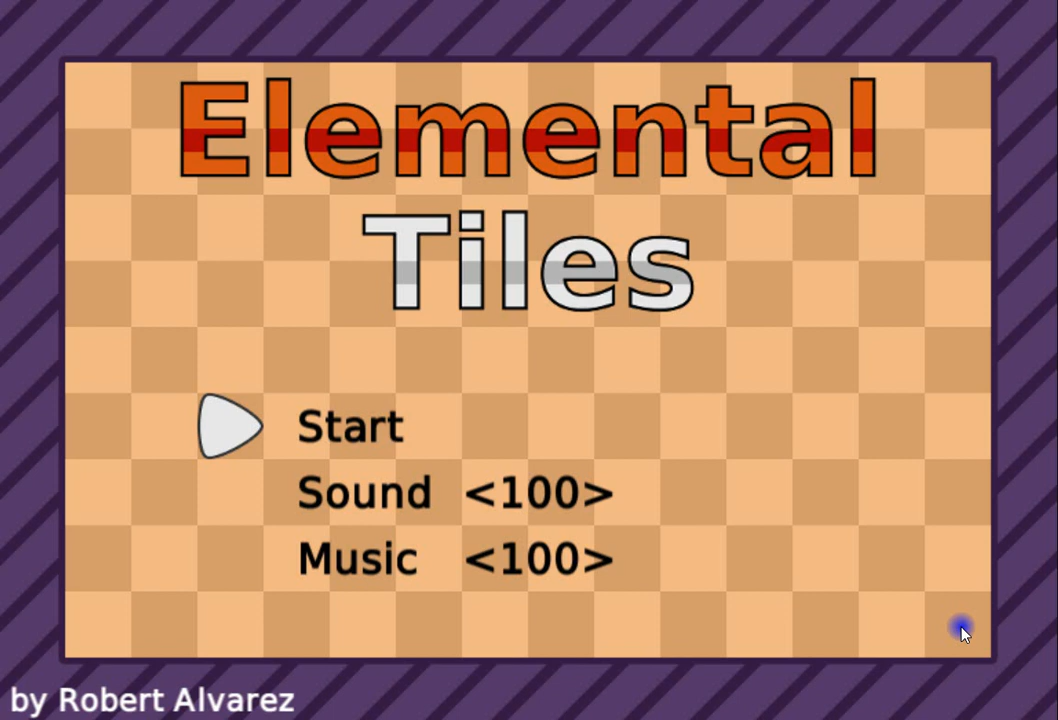 Elemental
Tiles
Start
Sound <100>
Music <100>
by Robert Alvarez